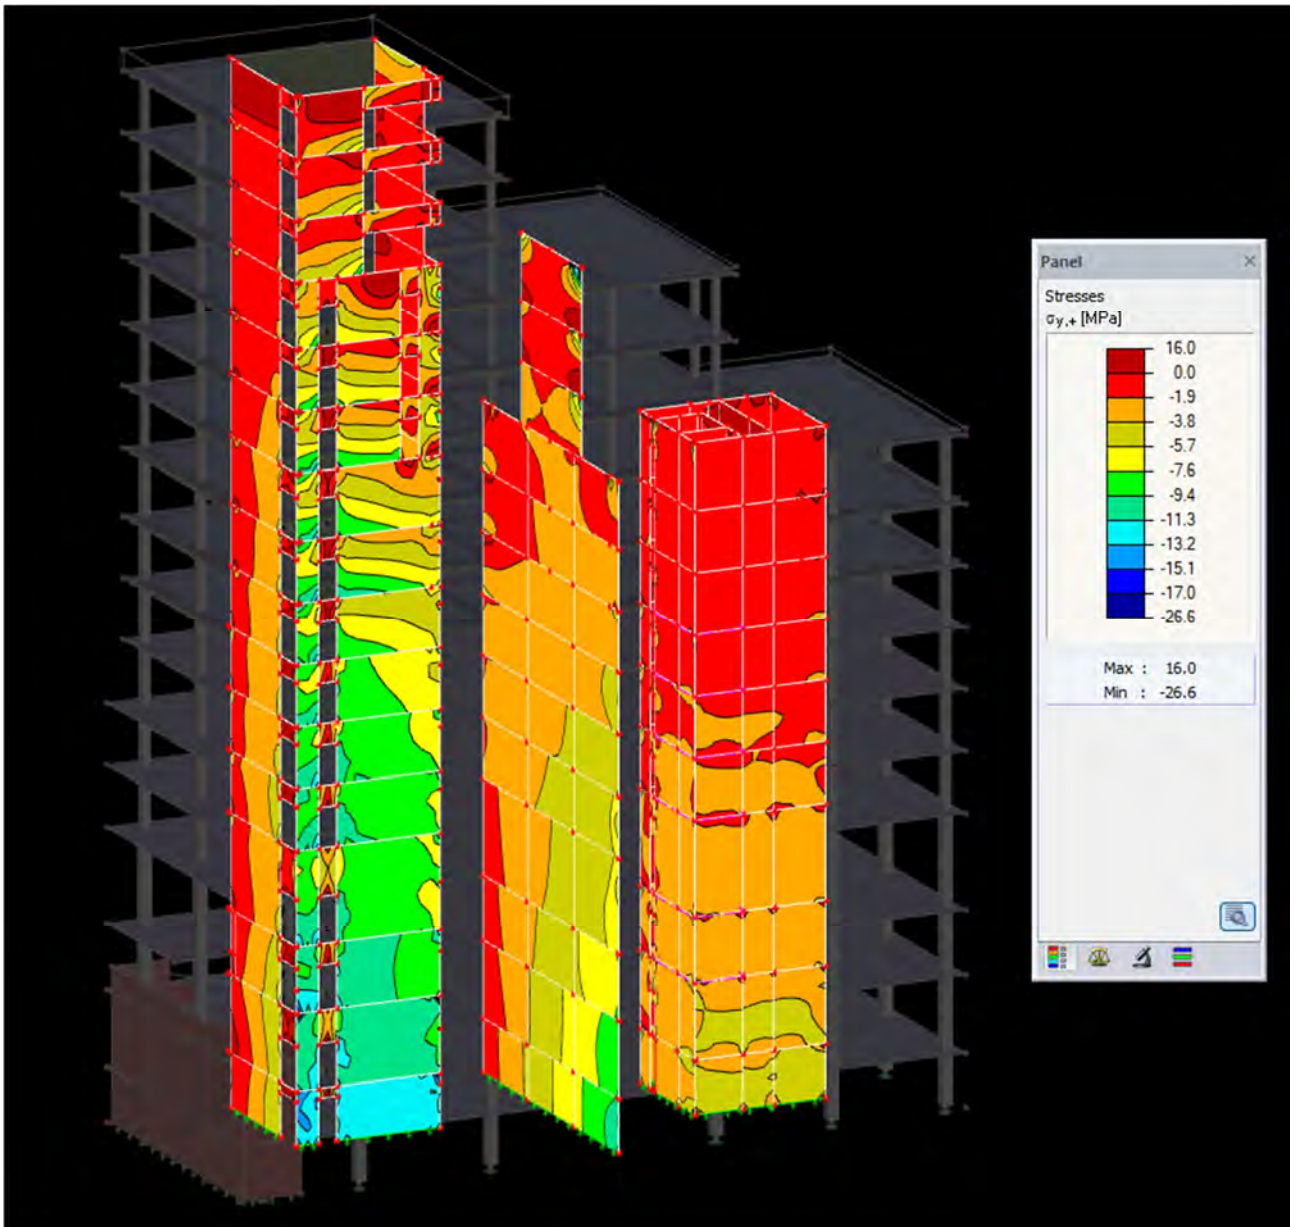 Panel
Stresses
σy,+ [MPa]
16.0
0.0
-1.9
-3.8
-5.7
-7.6
-9.4
-11.3
-13.2
-15.1
-17.0
-26.6
Max : 16.0
Min : -26.6